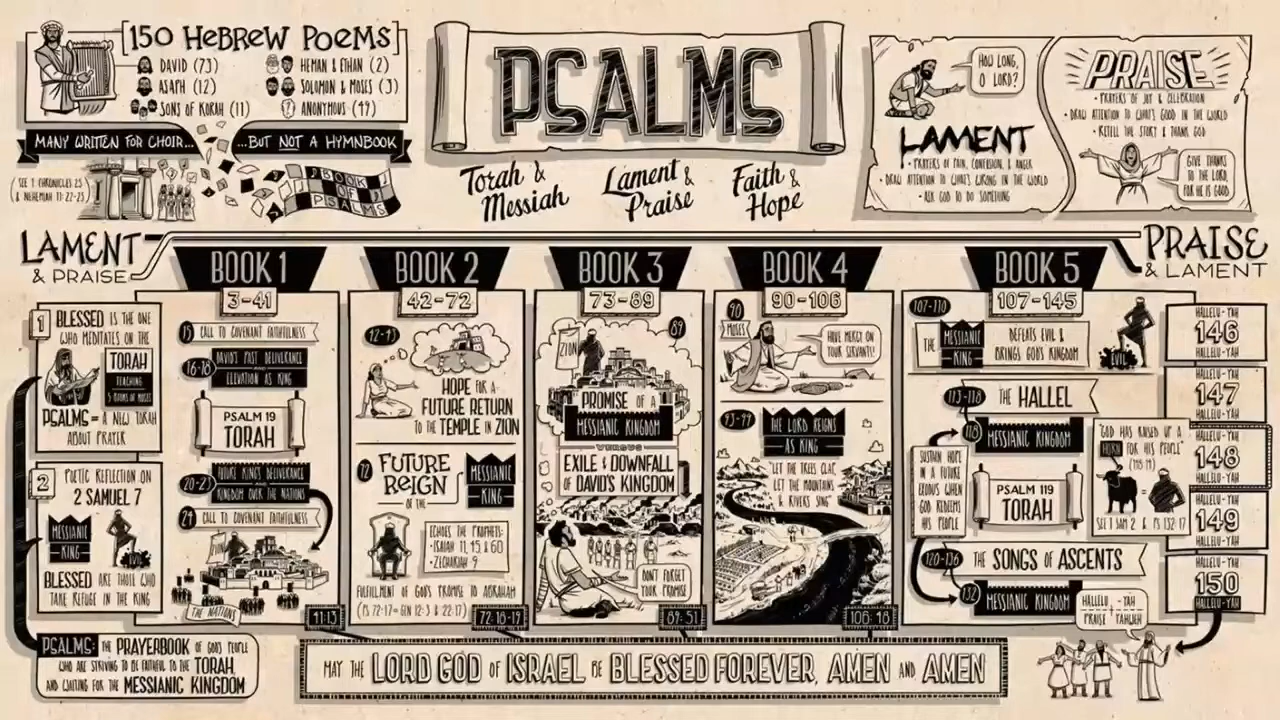 [150 HEBREW POEMS]
DAVID (73)
ASAPH (12)
SONS OF KORAH (11)
HEMAN & ETHAN (2)
SOLOMON & MOSES (3)
ANONYMOUS (49)
MANY WRITTEN FOR CHOIR...
...BUT NOT A HYMNBOOK
(SEE 1 CHRONICLES 25
& NEHEMIAH 11:22-23)
BOOK
OF
PSALMS
PSALMS
Torah &
Messiah
Lament &
Praise
Faith &
Hope
HOW LONG,
O LORD?
LAMENT
• PRAYERS OF PAIN, CONFUSION, & ANGER
• DRAW ATTENTION TO WHAT'S WRONG IN THE WORLD
• ASK GOD TO DO SOMETHING
PRAISE
• PRAYERS OF JOY & CELEBRATION
• DRAW ATTENTION TO WHAT'S GOOD IN THE WORLD
• RETELL THE STORY & THANK GOD
GIVE THANKS
TO THE LORD,
FOR HE IS GOOD
LAMENT
& PRAISE
PRAISE
& LAMENT
1
BLESSED IS THE ONE
WHO MEDITATES ON THE
TORAH
TEACHING
5 BOOKS OF MOSES
PSALMS = A NEW TORAH
ABOUT PRAYER
2
POETIC REFLECTION ON
2 SAMUEL 7
MESSIANIC
KING
EVIL
BLESSED ARE THOSE WHO
TAKE REFUGE IN THE KING
PSALMS: THE PRAYERBOOK OF GOD'S PEOPLE
WHO ARE STRIVING TO BE FAITHFUL TO THE TORAH
AND WAITING FOR THE MESSIANIC KINGDOM
BOOK 1
3-41
15
CALL TO COVENANT FAITHFULNESS
16-18
DAVID'S PAST DELIVERANCE
AND
ELEVATION AS KING
PSALM 19
TORAH
20-23
FUTURE KING'S DELIVERANCE
AND
KINGDOM OVER THE NATIONS
24
CALL TO COVENANT FAITHFULNESS
ZION
THE NATIONS
41:13
BOOK 2
42-72
42-43
HOPE FOR A
FUTURE RETURN
TO THE TEMPLE IN ZION
72
FUTURE
REIGN
OF THE
MESSIANIC
KING
ECHOES THE PROPHETS:
• ISAIAH 11, 45 & 60
• ZECHARIAH 9
FULFILLMENT OF GOD'S PROMISE TO ABRAHAM
(PS 72:17 = GEN 12:3 & 22:17)
72:18-19
BOOK 3
73-89
89
ZION
PROMISE OF A
MESSIANIC KINGDOM
VERSUS
EXILE & DOWNFALL
OF DAVID'S KINGDOM
DON'T FORGET
YOUR PROMISE
89:51
BOOK 4
90-106
90
MOSES
HAVE MERCY ON
YOUR SERVANTS!
93-99
THE LORD REIGNS
AS KING
"LET THE TREES CLAP,
LET THE MOUNTAINS
& RIVERS SING"
106:48
BOOK 5
107-145
107-110
THE
MESSIANIC
KING
DEFEATS EVIL &
BRINGS GOD'S KINGDOM
EVIL
113-118
THE HALLEL
118
MESSIANIC KINGDOM
SUSTAIN HOPE
IN A FUTURE
EXODUS WHEN
GOD REDEEMS
HIS PEOPLE
PSALM 119
TORAH
120-136
THE SONGS OF ASCENTS
132
MESSIANIC KINGDOM
"GOD HAS RAISED UP A
HORN FOR HIS PEOPLE"
(148:14)
SEE 1 SAM 2 & PS 132:17
HALLELU-YAH
146
HALLELU-YAH
HALLELU-YAH
147
HALLELU-YAH
HALLELU-YAH
148
HALLELU-YAH
HALLELU-YAH
149
HALLELU-YAH
HALLELU-YAH
150
HALLELU-YAH
HALLELU - YAH
PRAISE YAHWEH
MAY THE LORD GOD OF ISRAEL BE BLESSED FOREVER, AMEN AND AMEN